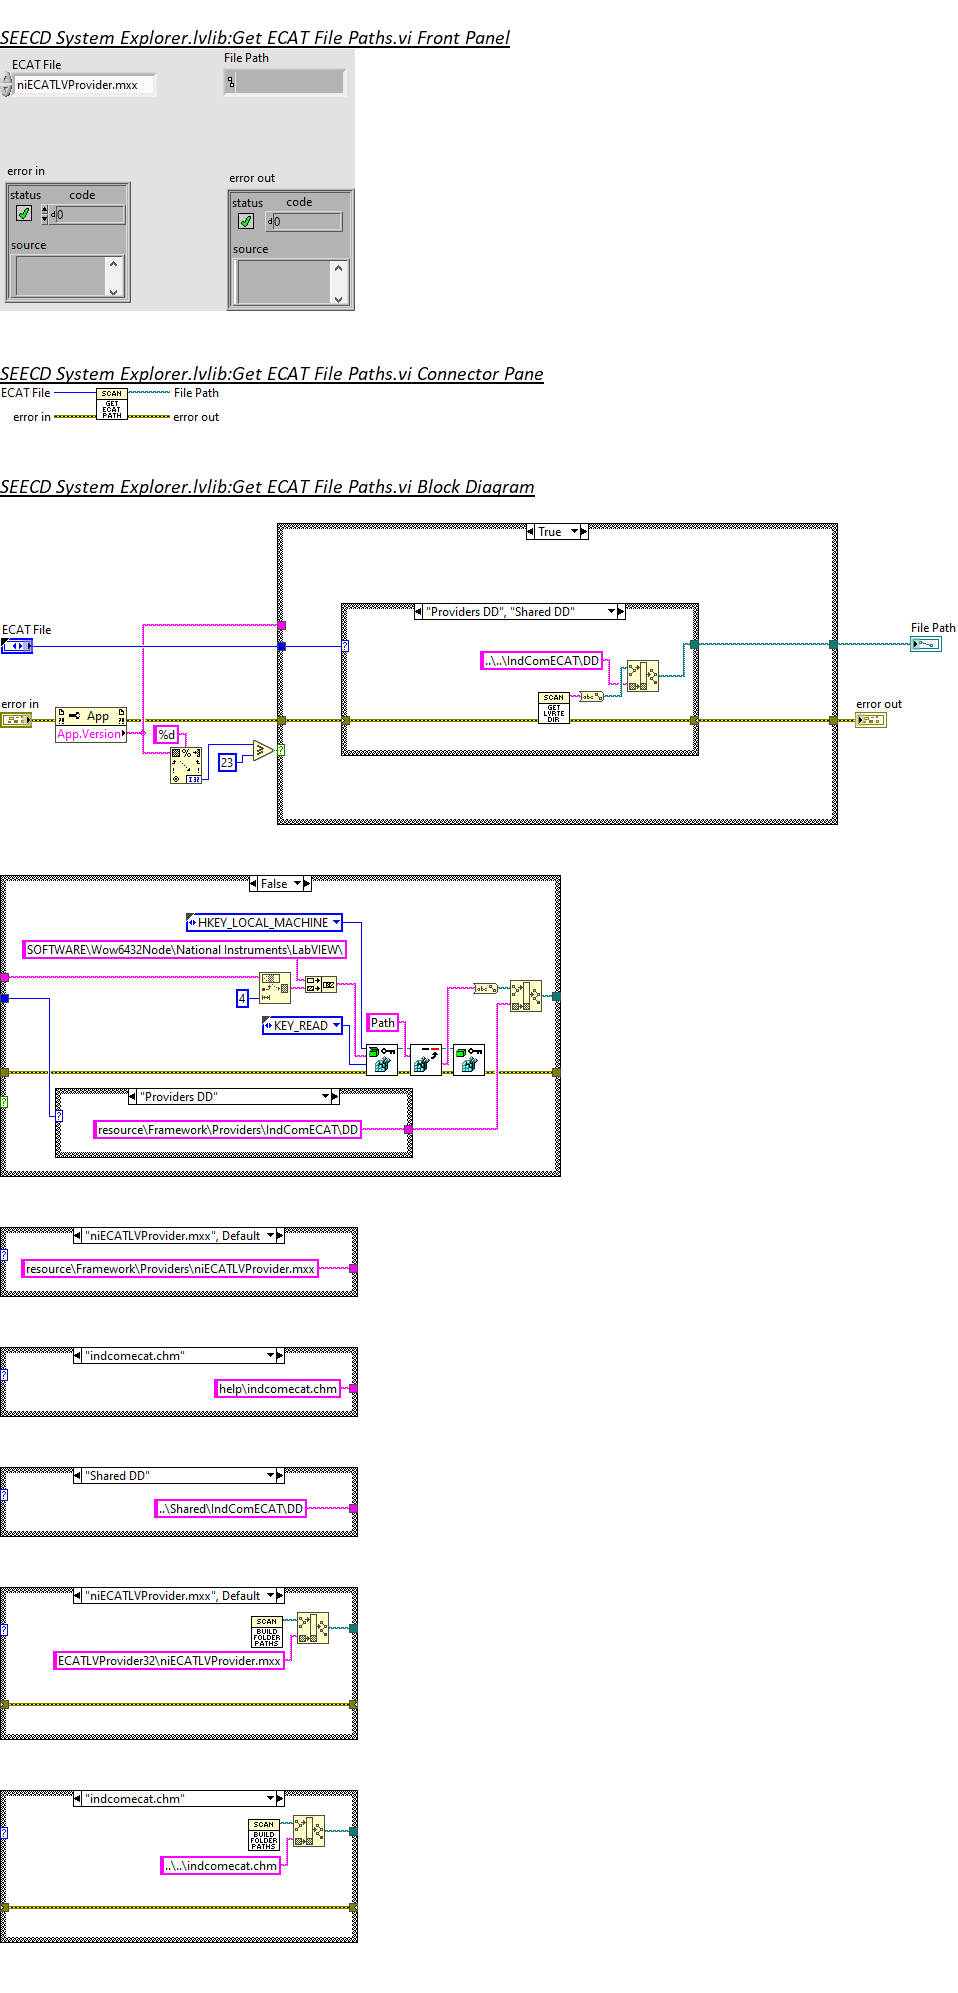 SEECD System Explorer.lvlib:Get ECAT File Paths.vi Front Panel
ECAT File
File Path
niECATLVProvider.mxx
error in
error out
status code
status code
d0
d0
source
source
SEECD System Explorer.lvlib:Get ECAT File Paths.vi Connector Pane
ECAT File
SCAN
GET
ECAT
PATH
File Path
error in
error out
SEECD System Explorer.lvlib:Get ECAT File Paths.vi Block Diagram
True
"Providers DD", "Shared DD"
ECAT File
File Path
..\..\IndComECAT\DD
error in
SCAN
GET
LVRTE
DIR
abc
error out
App
App.Version
%d
%
I32
23
?
?
False
HKEY_LOCAL_MACHINE
SOFTWARE\Wow6432Node\National Instruments\LabVIEW\
abc
4
Path
KEY_READ
"Providers DD"
?
?
resource\Framework\Providers\IndComECAT\DD
"niECATLVProvider.mxx", Default
?
resource\Framework\Providers\niECATLVProvider.mxx
"indcomecat.chm"
?
help\indcomecat.chm
"Shared DD"
?
..\Shared\IndComECAT\DD
"niECATLVProvider.mxx", Default
SCAN
BUILD
FOLDER
PATHS
?
ECATLVProvider32\niECATLVProvider.mxx
"indcomecat.chm"
SCAN
BUILD
FOLDER
PATHS
?
..\..\indcomecat.chm